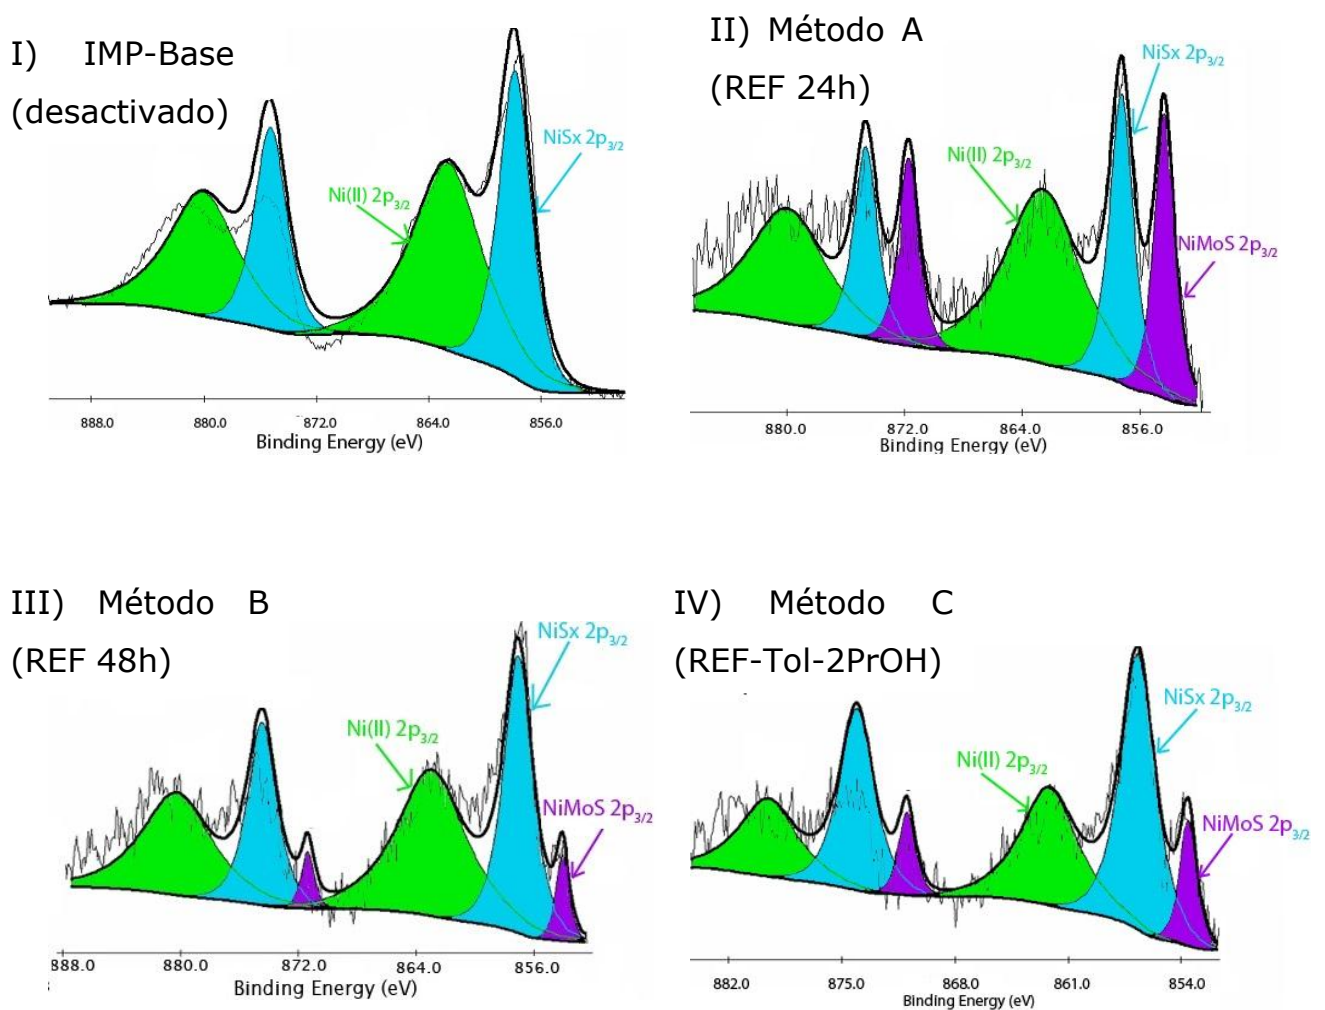 I) IMP-Base
(desactivado)
NiSx 2p3/2
Ni(II) 2p3/2
888.0 880.0 872.0 864.0 856.0
Binding Energy (eV)
II) Método A
(REF 24h)
NiSx 2p3/2
Ni(II) 2p3/2
NiMoS 2p3/2
880.0 872.0 864.0 856.0
Binding Energy (eV)
III) Método B
(REF 48h)
NiSx 2p3/2
Ni(II) 2p3/2
NiMoS 2p3/2
888.0 880.0 872.0 864.0 856.0
Binding Energy (eV)
IV) Método C
(REF-Tol-2PrOH)
NiSx 2p3/2
Ni(II) 2p3/2
NiMoS 2p3/2
882.0 875.0 868.0 861.0 854.0
Binding Energy (eV)